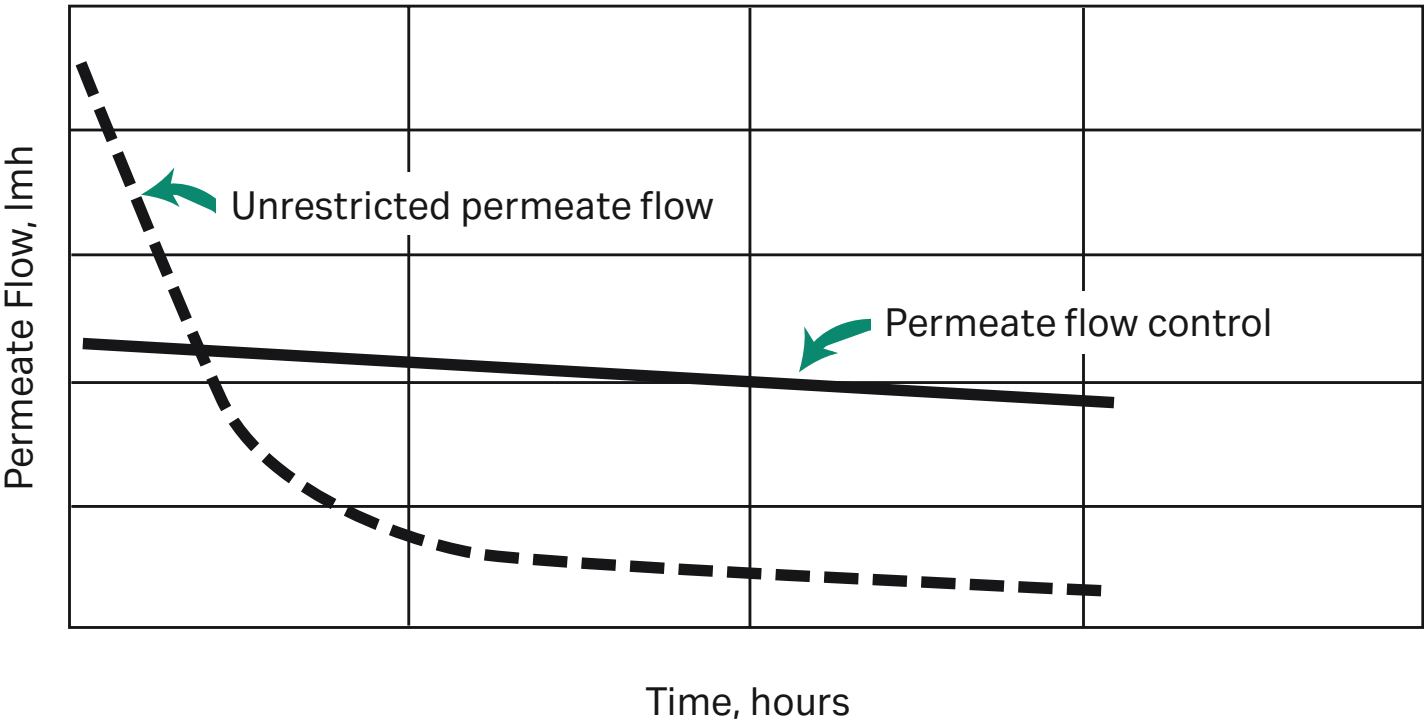 Permeate Flow, lmh
Unrestricted permeate flow
Permeate flow control
Time, hours